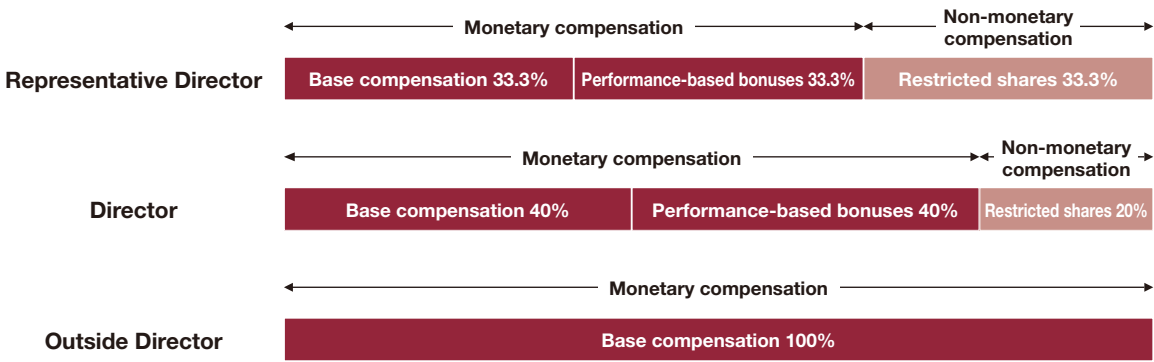 Monetary compensation
Non-monetary
compensation
Representative Director
Base compensation 33.3%
Performance-based bonuses 33.3%
Restricted shares 33.3%
Monetary compensation
Non-monetary
compensation
Director
Base compensation 40%
Performance-based bonuses 40%
Restricted shares 20%
Monetary compensation
Outside Director
Base compensation 100%